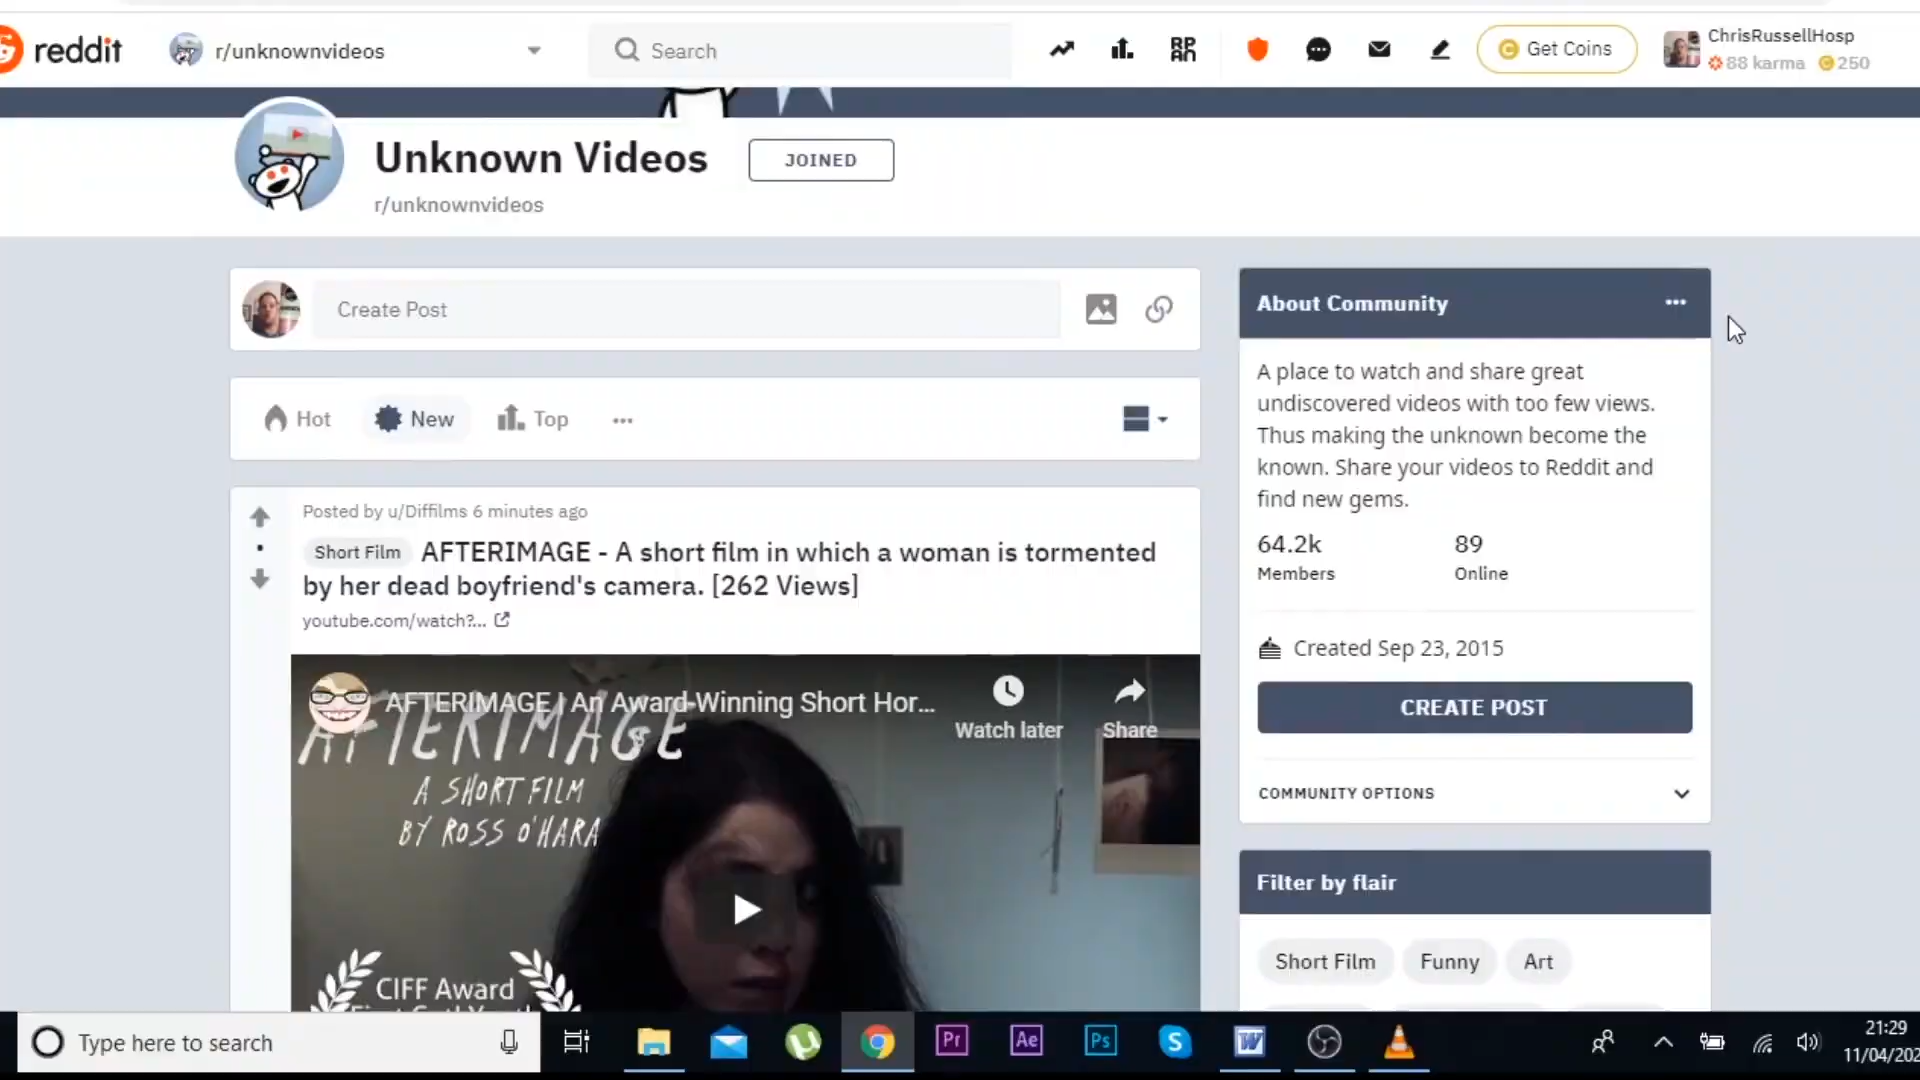 reddit
r/unknownvideos
Search
Get Coins
ChrisRussellHosp
88 karma 250
Unknown Videos
JOINED
r/unknownvideos
Create Post
Hot
New
Top
Posted by u/Diffilms 6 minutes ago
Short Film AFTERIMAGE - A short film in which a woman is tormented
by her dead boyfriend's camera. [262 Views]
youtube.com/watch?...
AFTERIMAGE | An Award-Winning Short Hor...
Watch later
Share
AFTERIMAGE
A SHORT FILM
BY ROSS O'HARA
CIFF Award
About Community
A place to watch and share great
undiscovered videos with too few views.
Thus making the unknown become the
known. Share your videos to Reddit and
find new gems.
64.2k 89
Members Online
Created Sep 23, 2015
CREATE POST
COMMUNITY OPTIONS
Filter by flair
Short Film Funny Art
Type here to search
Pr
Ae
Ps
S
W
21:29
11/04/202